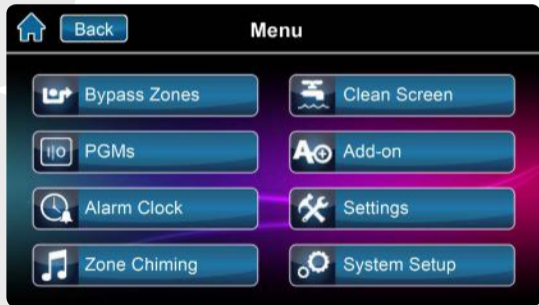 Back
Menu
Bypass Zones
Clean Screen
PGMs
Add-on
Alarm Clock
Settings
Zone Chiming
System Setup